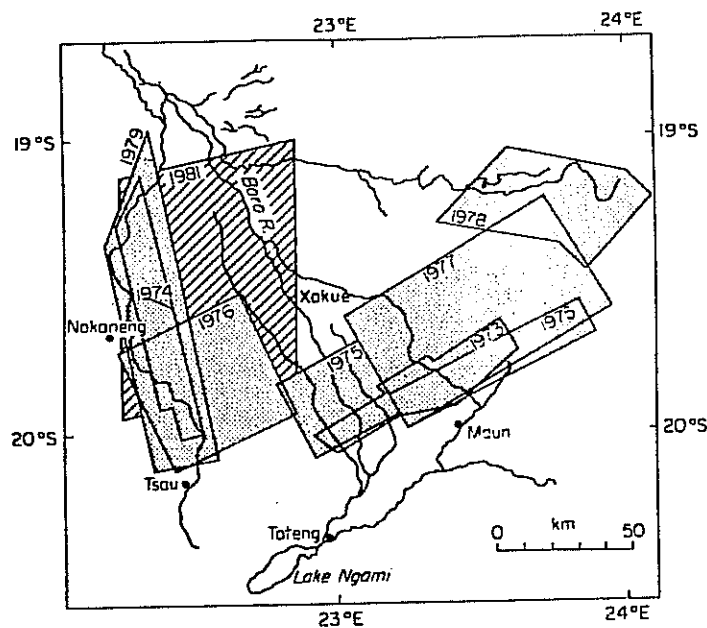 23°E
24°E
19°S
19°S
1979
1981
Boro R.
1978
1977
1974
1976
Xakue
Nokaneng
1975
1973
1975
20°S
20°S
Maun
Tsau
km
Toteng
0
50
Lake Ngami
23°E
24°E